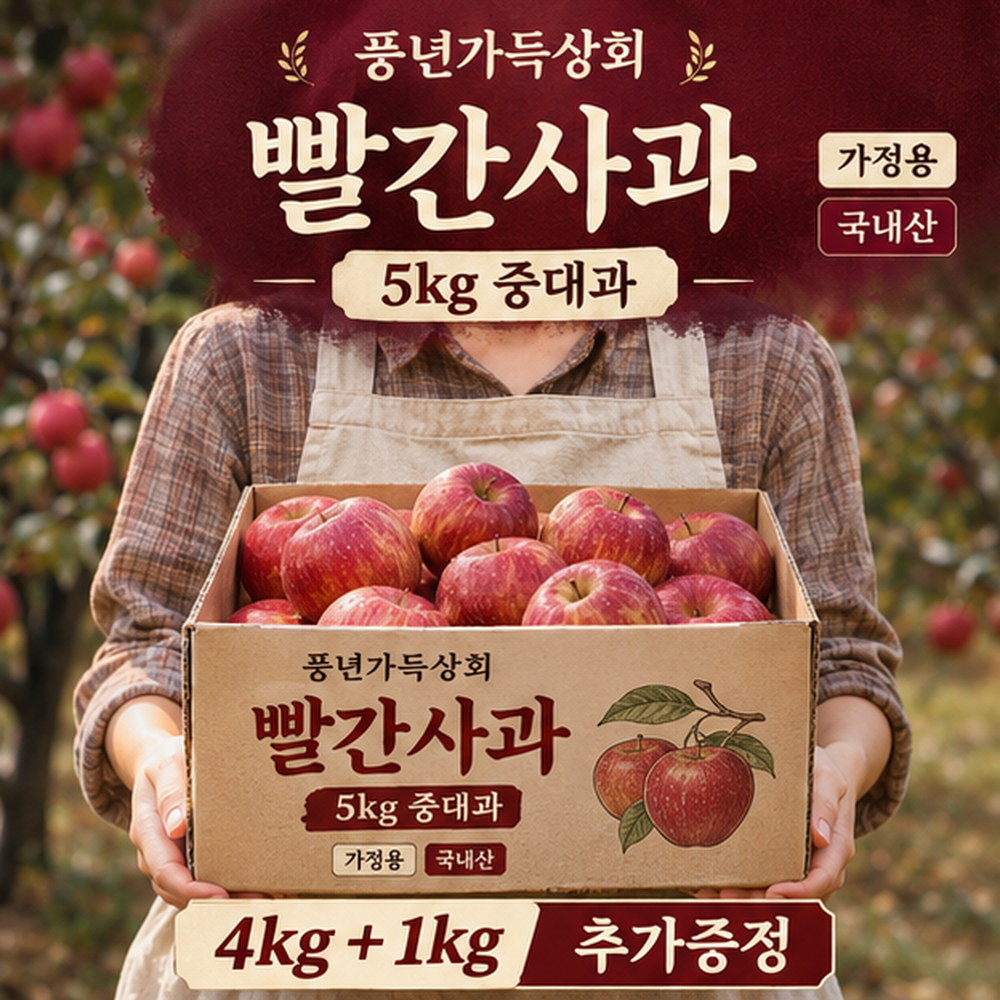 풍년가득상회
빨간사과
가정용
국내산
5kg 중대과
풍년가득상회
빨간사과
5kg 중대과
가정용 국내산
4kg + 1kg 추가증정